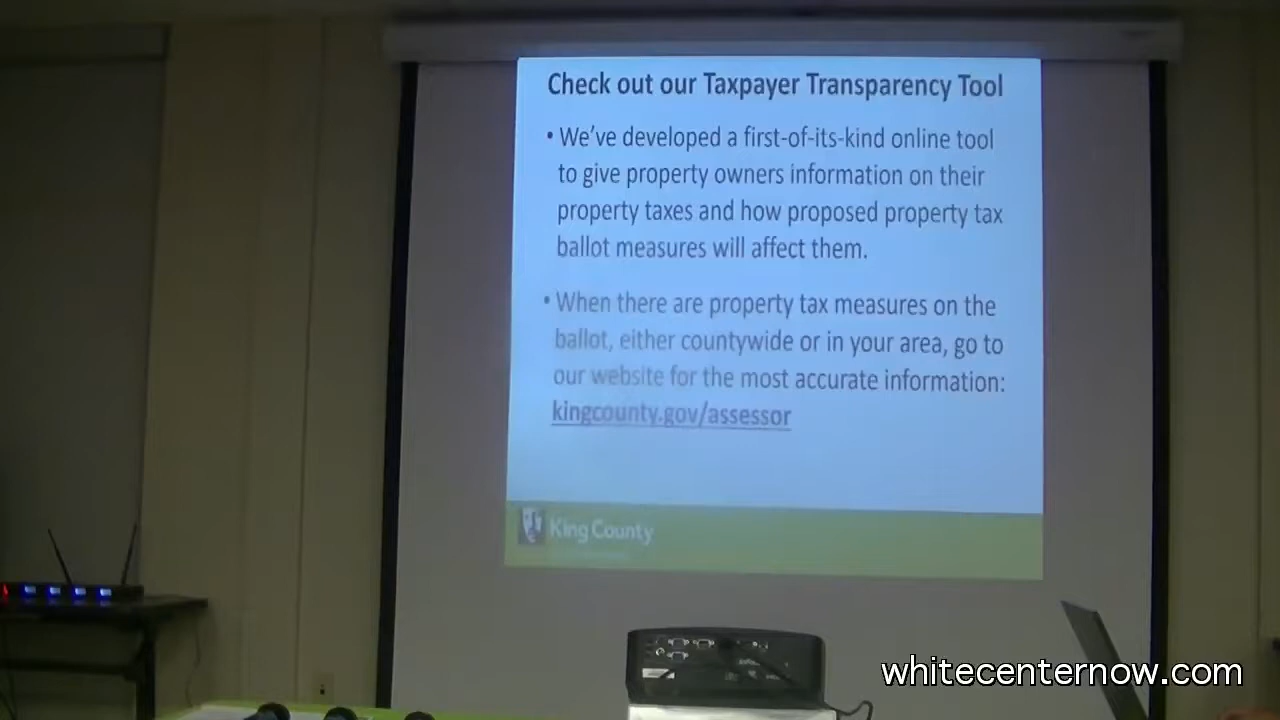 Check out our Taxpayer Transparency Tool
• We've developed a first-of-its-kind online tool
to give property owners information on their
property taxes and how proposed property tax
ballot measures will affect them.
• When there are property tax measures on the
ballot, either countywide or in your area, go to
our website for the most accurate information:
kingcounty.gov/assessor
King County
whitecenternow.com